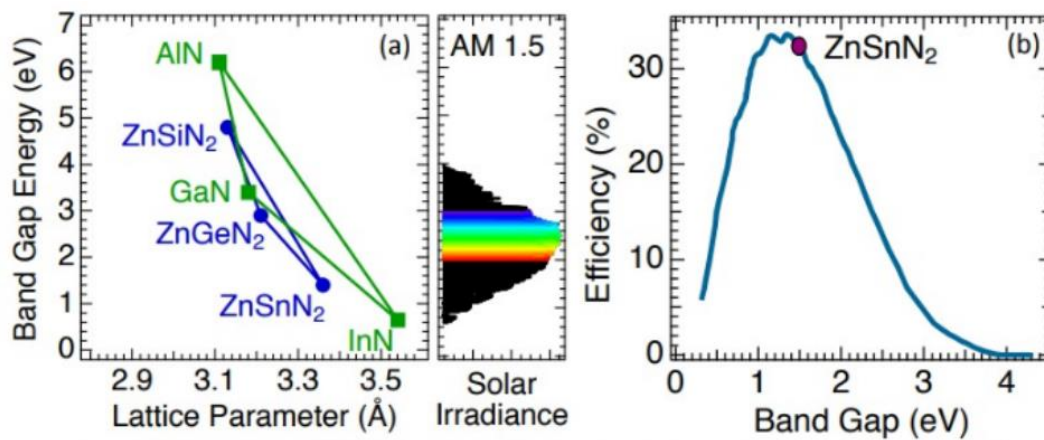 7
6
5
4
3
2
1
0
Band Gap Energy (eV)
AlN
(a)
ZnSiN2
GaN
ZnGeN2
ZnSnN2
InN
2.9
3.1
3.3
3.5
Lattice Parameter (Å)
AM 1.5
Solar
Irradiance
30
20
10
0
Efficiency (%)
ZnSnN2
(b)
0
1
2
3
4
Band Gap (eV)